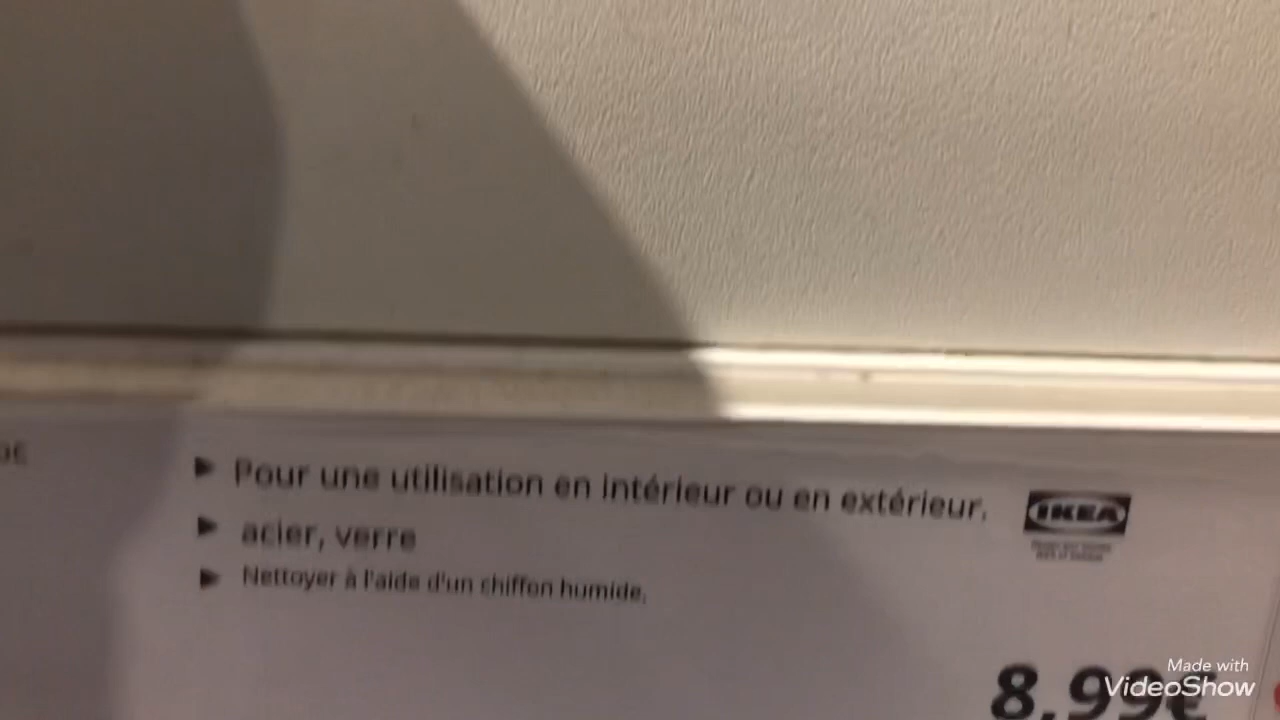 Pour une utilisation en intérieur ou en extérieur.
acier, verre
Nettoyer à l'aide d'un chiffon humide.
IKEA
8,99€
Made with
VideoShow